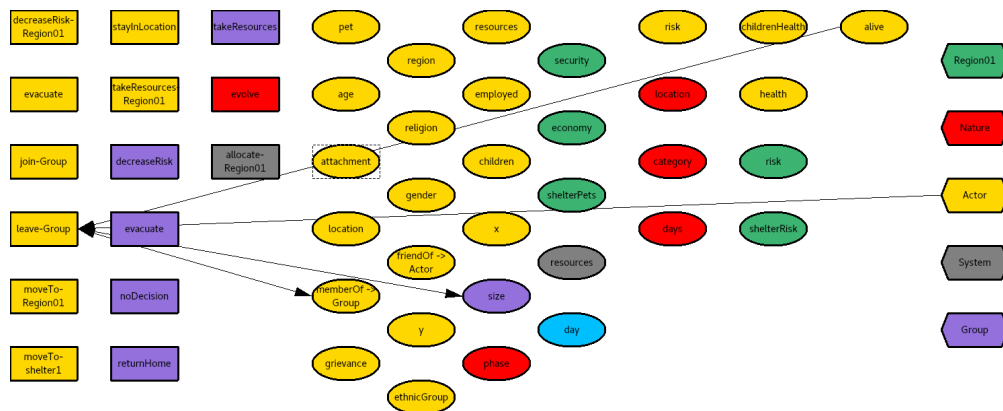 decreaseRisk-
Region01
stayInLocation
takeResources
pet
resources
risk
childrenHealth
alive
region
security
Region01
evacuate
takeResources-
Region01
evolve
age
employed
location
health
religion
economy
Nature
join-Group
decreaseRisk
allocate-
Region01
attachment
children
category
risk
gender
shelterPets
Actor
leave-Group
evacuate
location
x
days
shelterRisk
friendOf ->
Actor
resources
System
moveTo-
Region01
noDecision
memberOf ->
Group
size
y
day
Group
moveTo-
shelter1
returnHome
grievance
phase
ethnicGroup